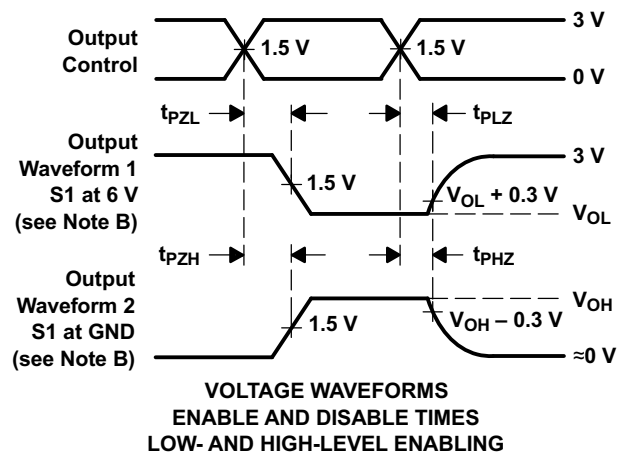 Output
Control
1.5 V
1.5 V
3 V
0 V
tPZL
tPLZ
Output
Waveform 1
S1 at 6 V
(see Note B)
1.5 V
3 V
VOL + 0.3 V
VOL
tPZH
tPHZ
Output
Waveform 2
S1 at GND
(see Note B)
1.5 V
VOH
VOH – 0.3 V
≈0 V
VOLTAGE WAVEFORMS
ENABLE AND DISABLE TIMES
LOW- AND HIGH-LEVEL ENABLING